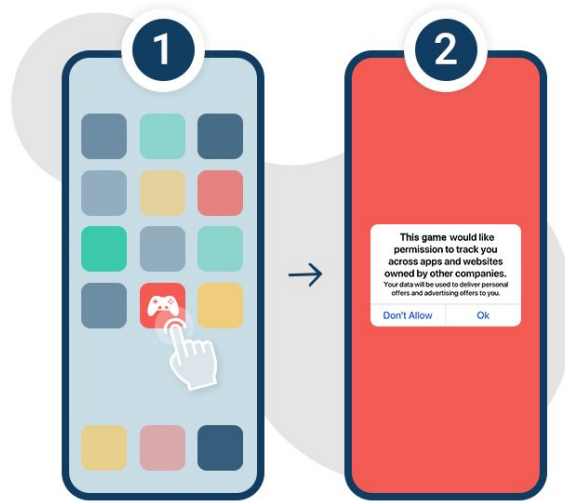 1
2
This game would like
permission to track you
across apps and websites
owned by other companies.
Your data will be used to deliver personal
offers and advertising offers to you.
Don't Allow
Ok